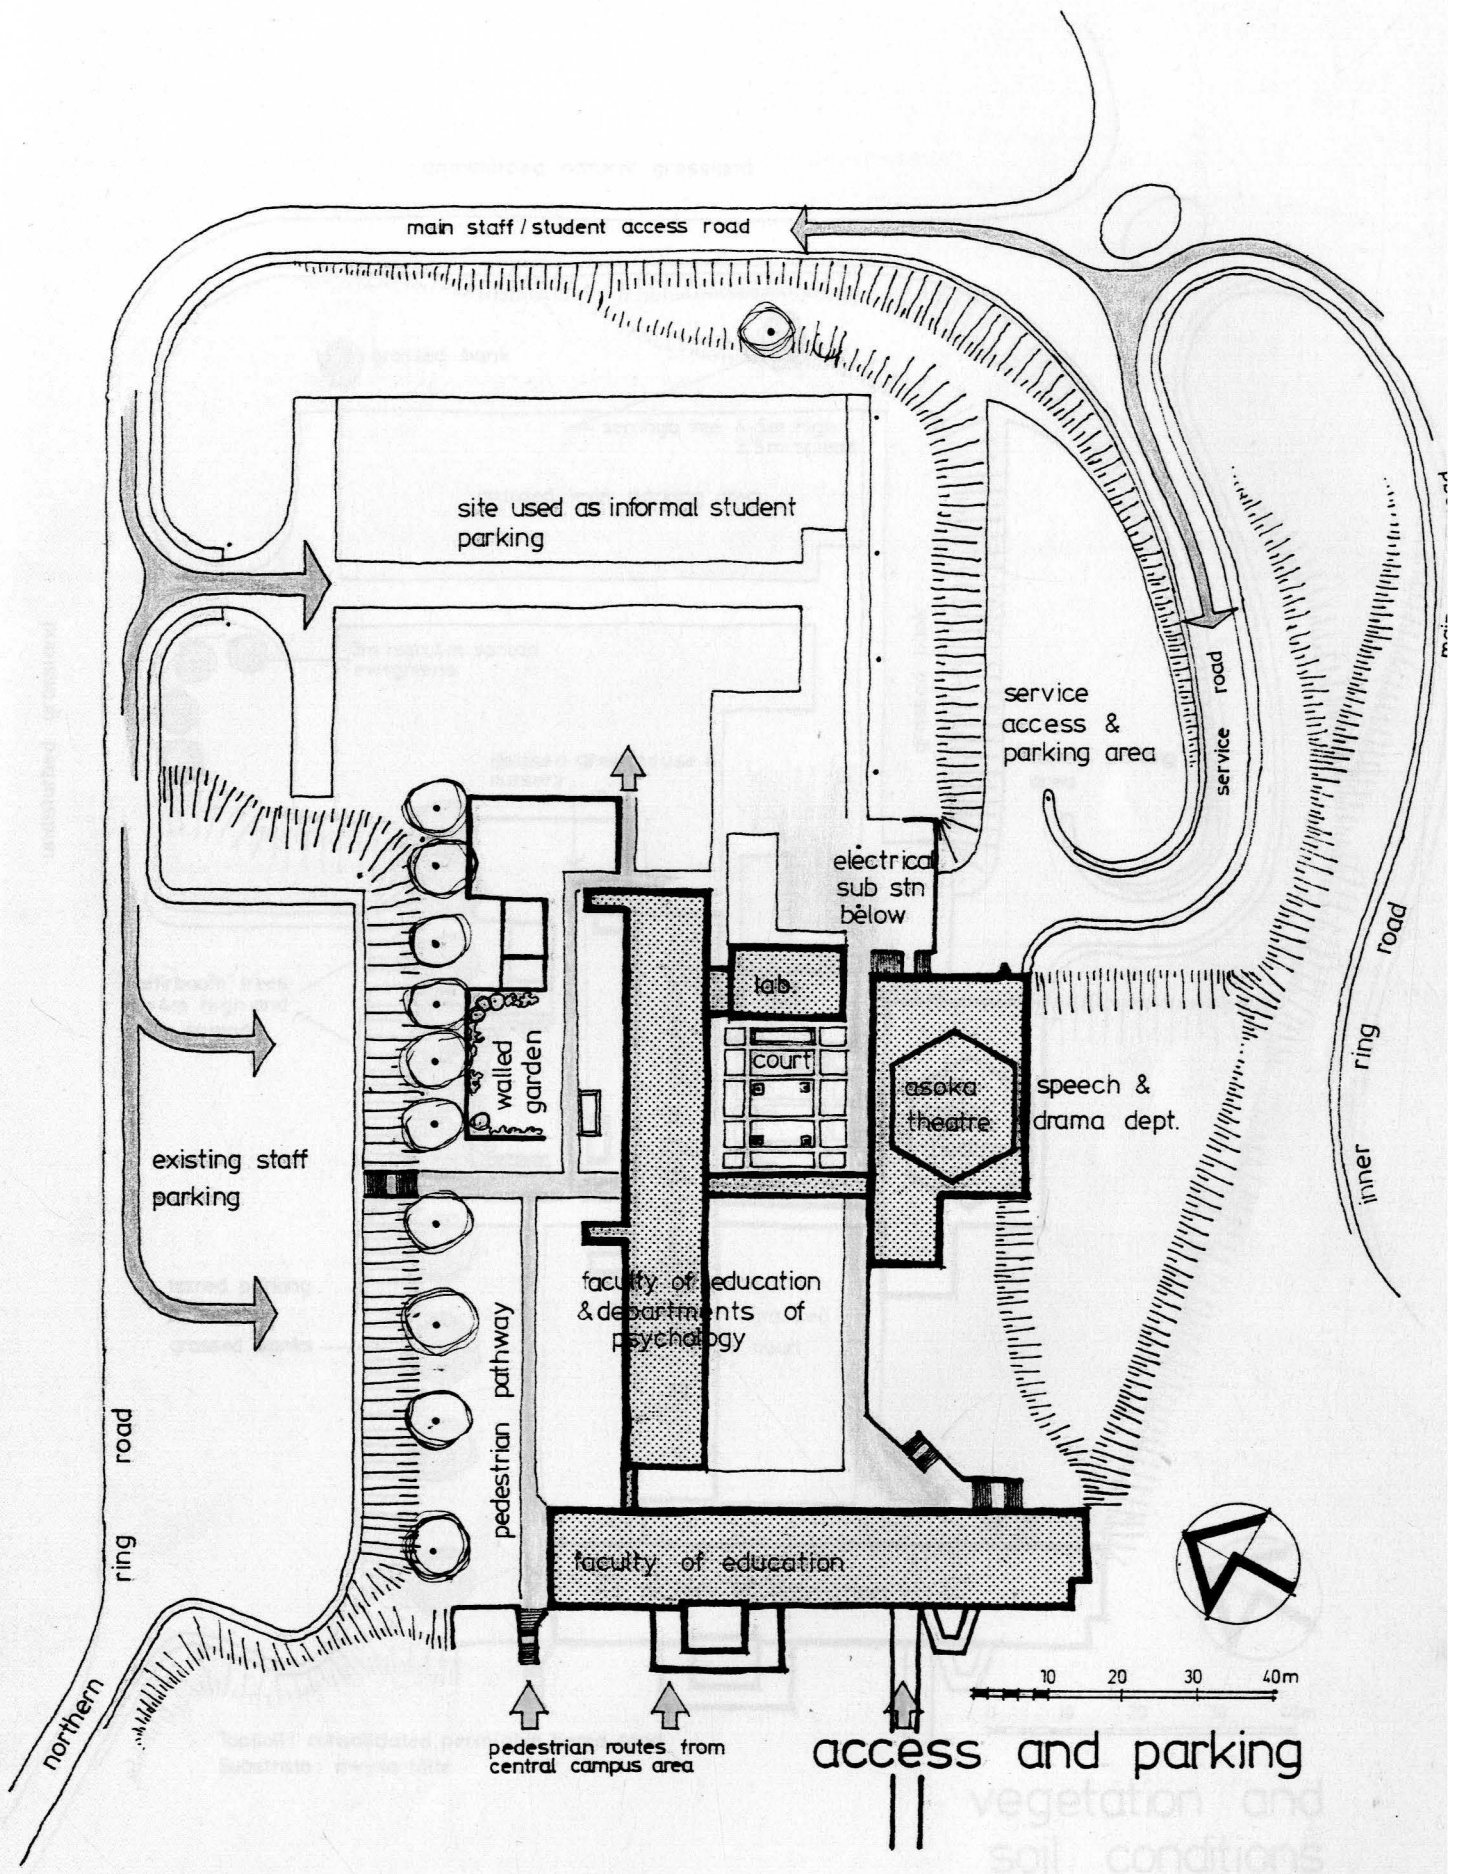 main staff / student access road
site used as informal student
parking
service
access &
parking area
service road
electrical
sub stn
below
lab.
court
walled
garden
asoka
theatre
speech &
drama dept.
existing staff
parking
inner ring road
faculty of education
& departments of
psychology
pedestrian pathway
faculty of education
northern ring road
10 20 30 40m
pedestrian routes from
central campus area
access and parking
vegetation and
soil conditions